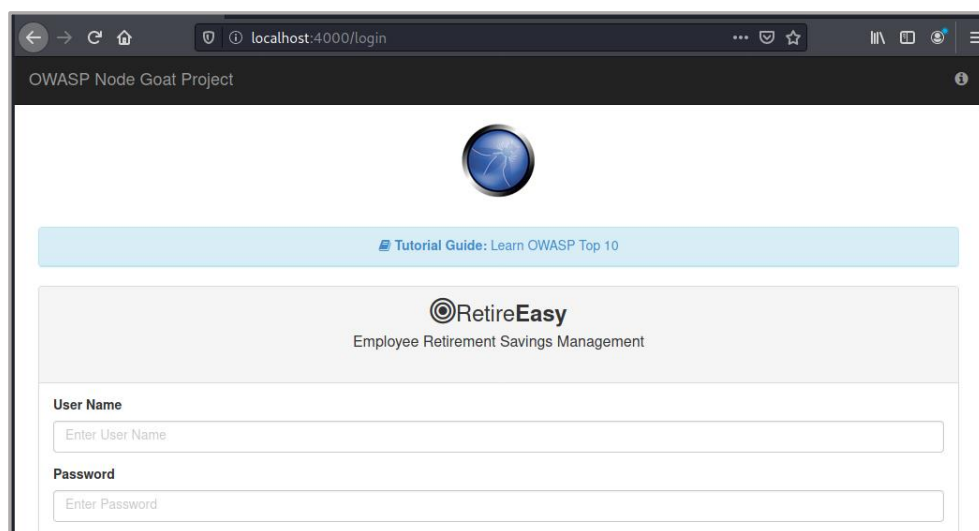 localhost:4000/login
OWASP Node Goat Project
Tutorial Guide: Learn OWASP Top 10
RetireEasy
Employee Retirement Savings Management
User Name
Enter User Name
Password
Enter Password